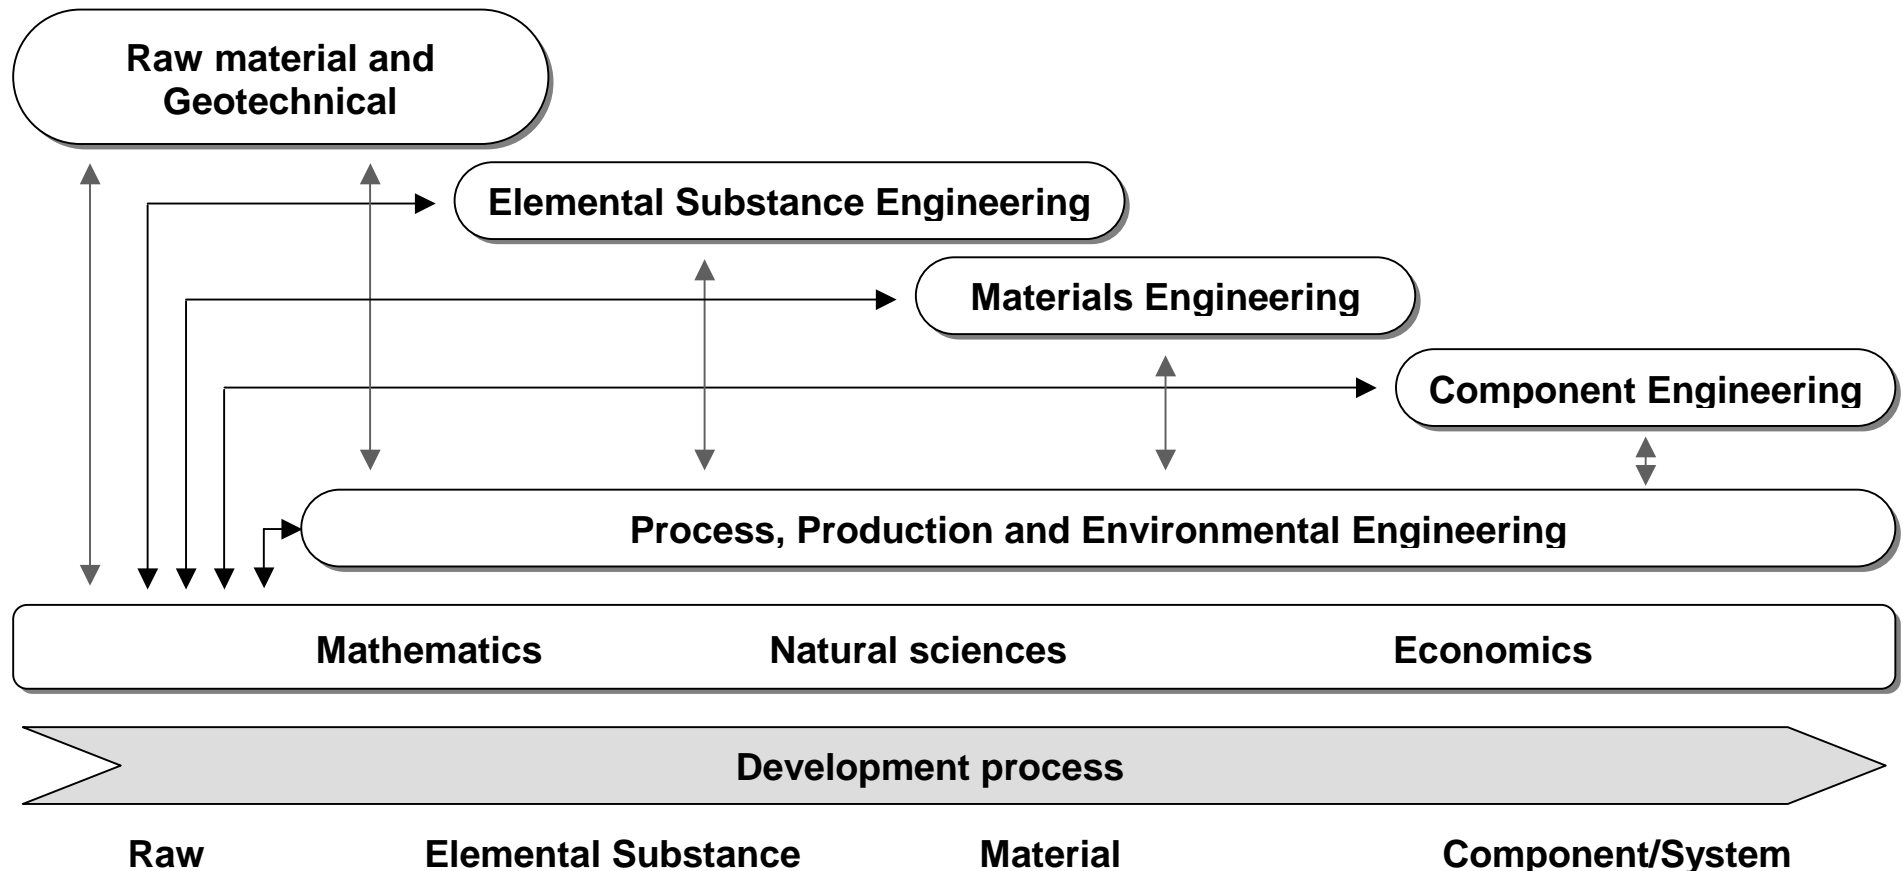 Raw material and
Geotechnical
Elemental Substance Engineering
Materials Engineering
Component Engineering
Process, Production and Environmental Engineering
Mathematics Natural sciences Economics
Development process
Raw Elemental Substance Material Component/System